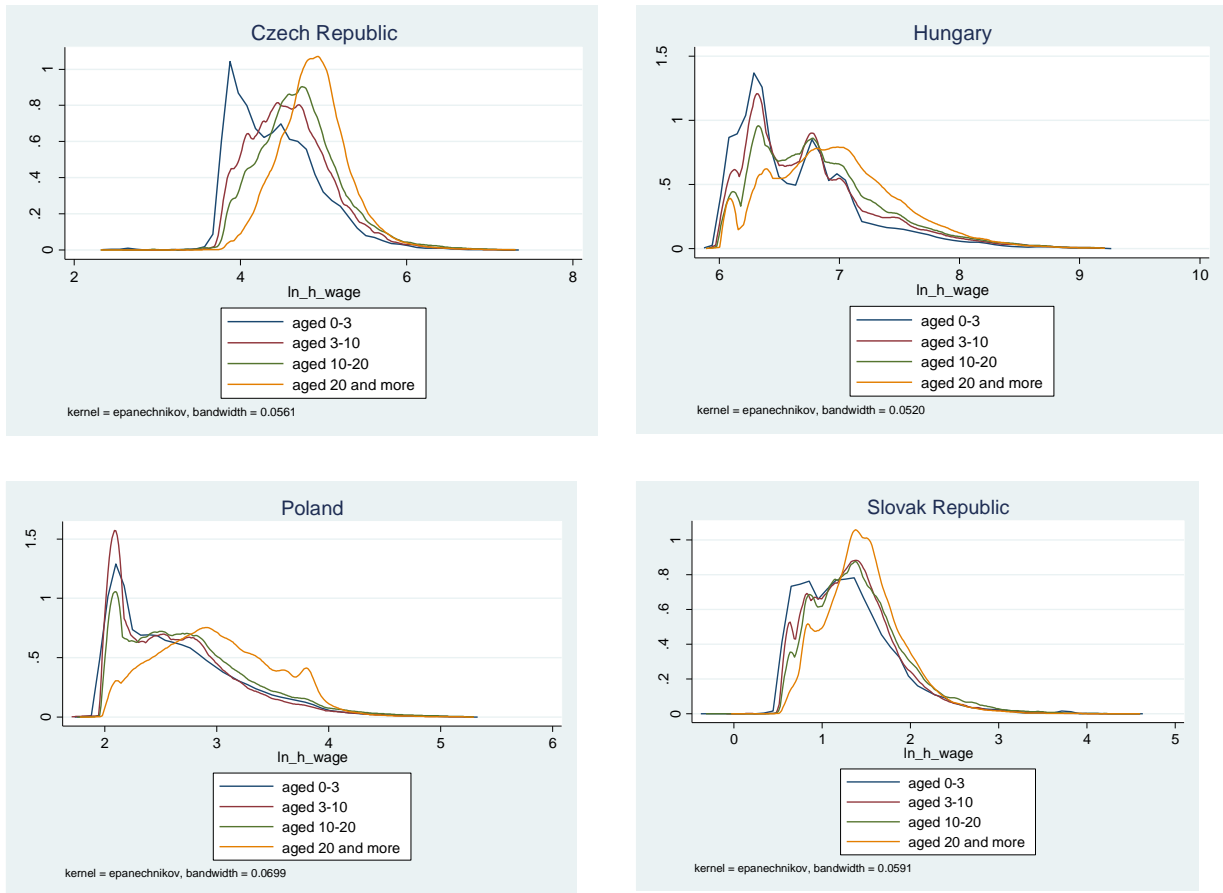 Czech Republic
1
.8
.6
.4
.2
0
2 4 6 8
ln_h_wage
aged 0-3
aged 3-10
aged 10-20
aged 20 and more
kernel = epanechnikov, bandwidth = 0.0561
Hungary
1.5
1
.5
0
6 7 8 9 10
ln_h_wage
aged 0-3
aged 3-10
aged 10-20
aged 20 and more
kernel = epanechnikov, bandwidth = 0.0520
Poland
1.5
1
.5
0
2 3 4 5 6
ln_h_wage
aged 0-3
aged 3-10
aged 10-20
aged 20 and more
kernel = epanechnikov, bandwidth = 0.0699
Slovak Republic
1
.8
.6
.4
.2
0
0 1 2 3 4 5
ln_h_wage
aged 0-3
aged 3-10
aged 10-20
aged 20 and more
kernel = epanechnikov, bandwidth = 0.0591